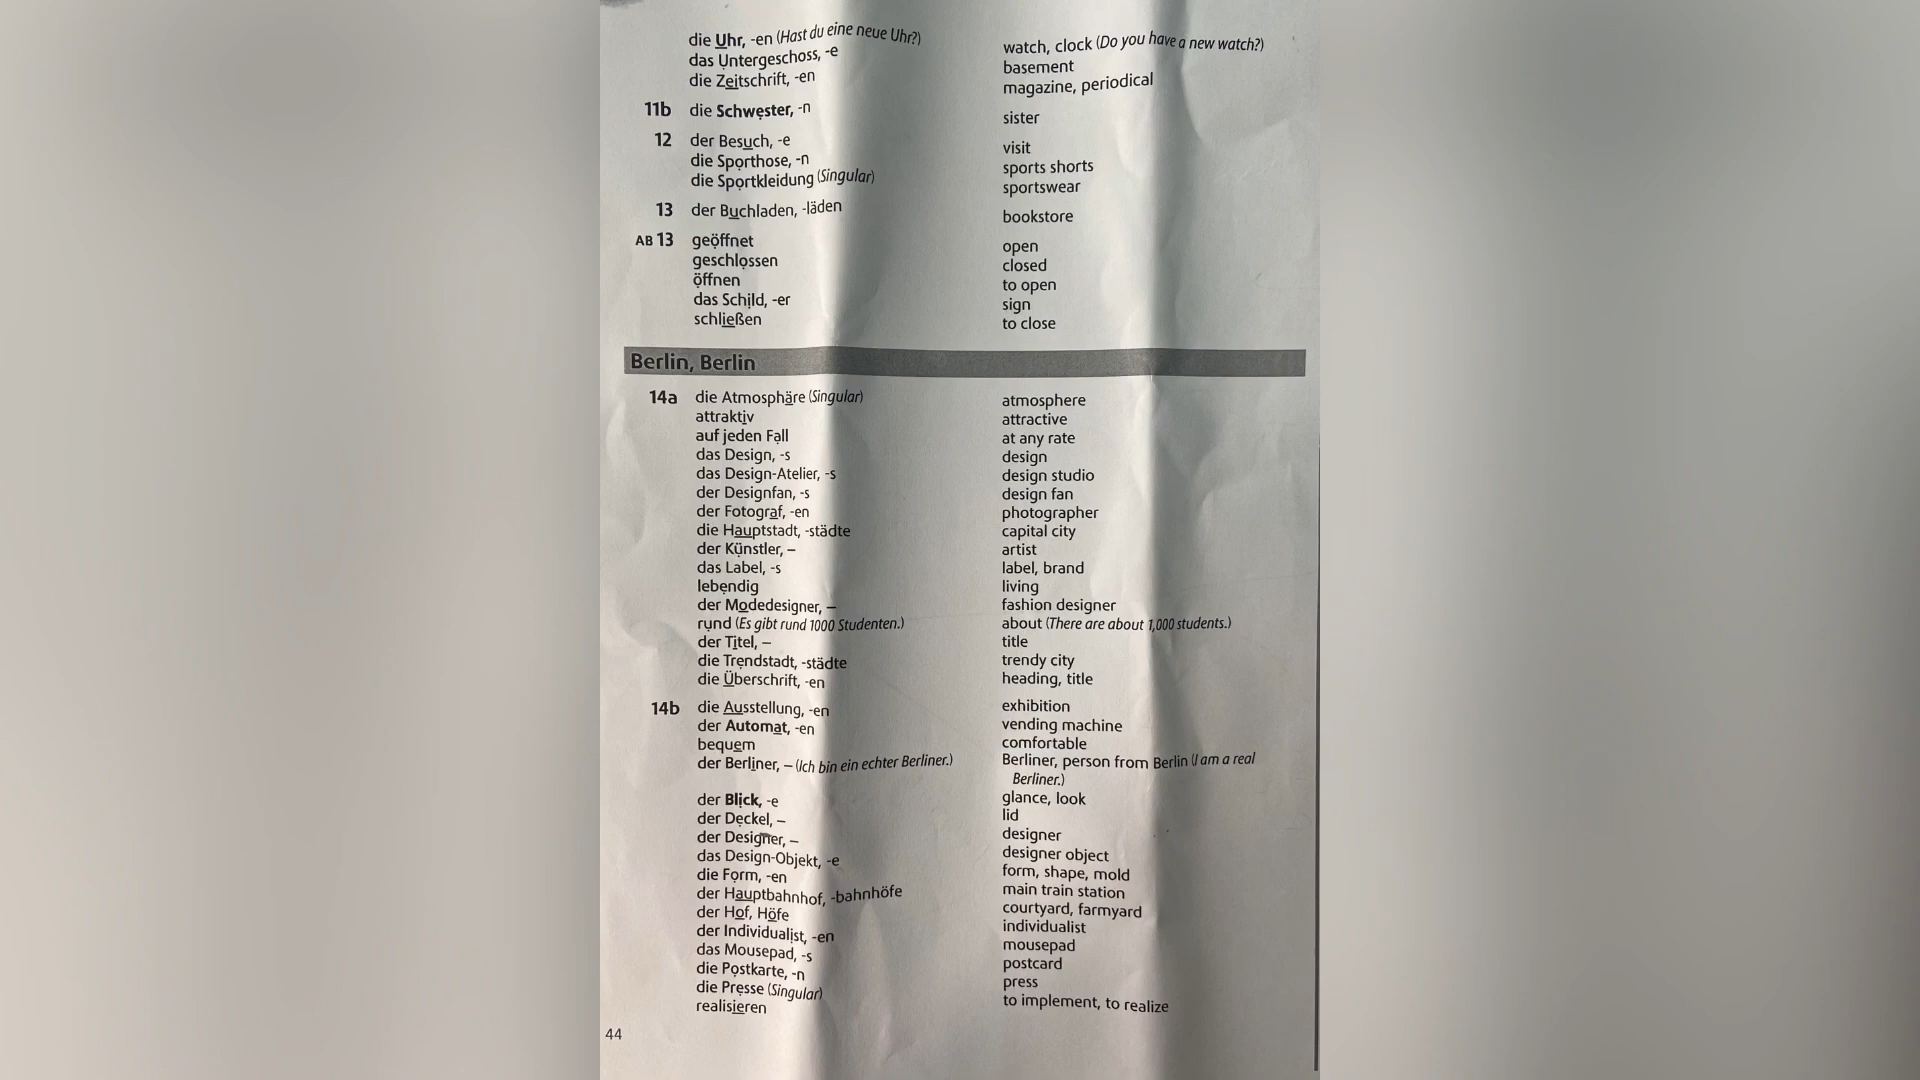 die Uhr, -en (Hast du eine neue Uhr?) watch, clock (Do you have a new watch?)
das Untergeschoss, -e basement
die Zeitschrift, -en magazine, periodical
11b die Schwester, -n sister
12 der Besuch, -e visit
die Sporthose, -n sports shorts
die Sportkleidung (Singular) sportswear
13 der Buchladen, -läden bookstore
AB 13 geöffnet open
geschlossen closed
öffnen to open
das Schild, -er sign
schließen to close
Berlin, Berlin
14a die Atmosphäre (Singular) atmosphere
attraktiv attractive
auf jeden Fall at any rate
das Design, -s design
das Design-Atelier, -s design studio
der Designfan, -s design fan
der Fotograf, -en photographer
die Hauptstadt, -städte capital city
der Künstler, – artist
das Label, -s label, brand
lebendig living
der Modedesigner, – fashion designer
rund (Es gibt rund 1000 Studenten.) about (There are about 1,000 students.)
der Titel, – title
die Trendstadt, -städte trendy city
die Überschrift, -en heading, title
14b die Ausstellung, -en exhibition
der Automat, -en vending machine
bequem comfortable
der Berliner, – (Ich bin ein echter Berliner.) Berliner, person from Berlin (I am a real
Berliner.)
der Blick, -e glance, look
der Deckel, – lid
der Designer, – designer
das Design-Objekt, -e designer object
die Form, -en form, shape, mold
der Hauptbahnhof, -bahnhöfe main train station
der Hof, Höfe courtyard, farmyard
der Individualist, -en individualist
das Mousepad, -s mousepad
die Postkarte, -n postcard
die Presse (Singular) press
realisieren to implement, to realize
44